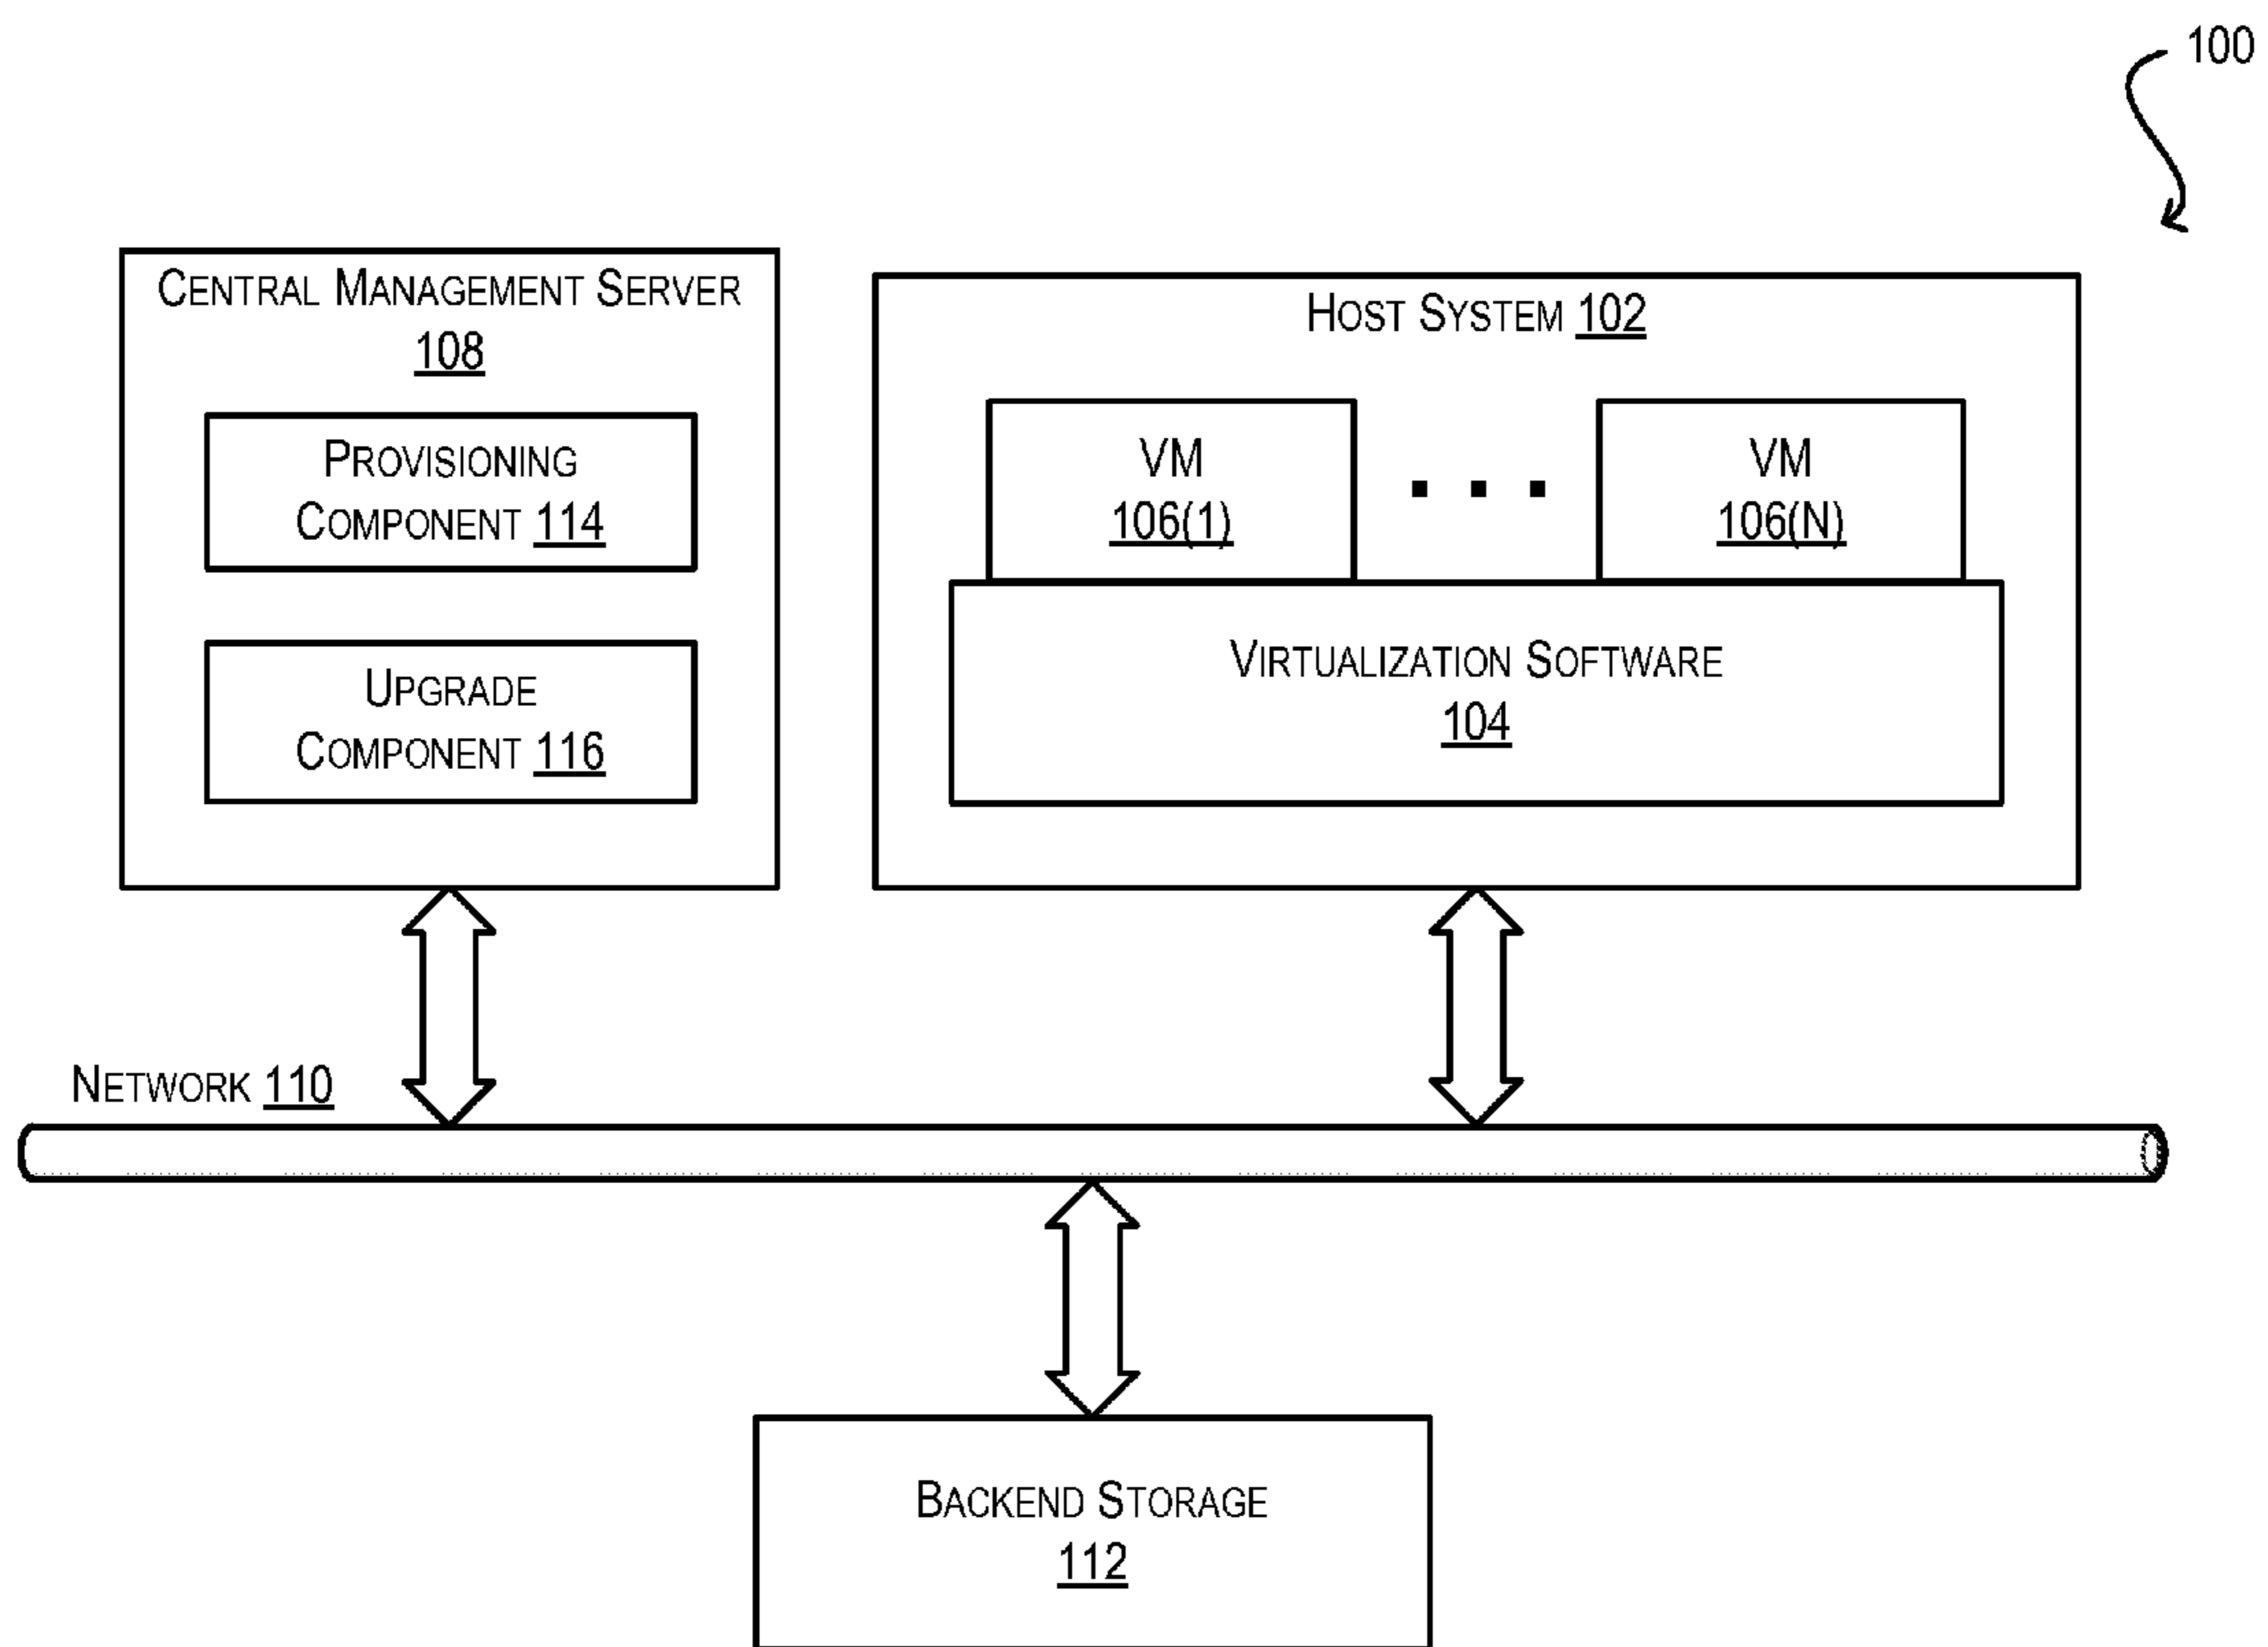 100
CENTRAL MANAGEMENT SERVER
108
PROVISIONING
COMPONENT 114
UPGRADE
COMPONENT 116
HOST SYSTEM 102
VM
106(1)
. . .
VM
106(N)
VIRTUALIZATION SOFTWARE
104
NETWORK 110
BACKEND STORAGE
112